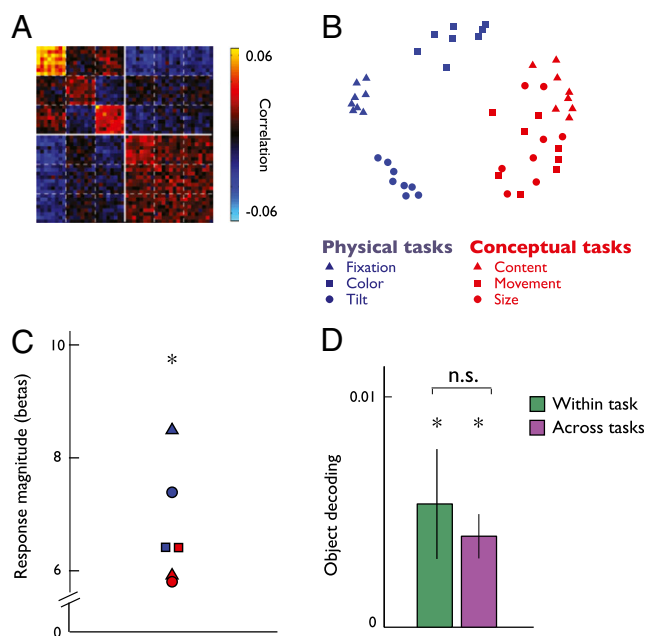 A
0.06
Correlation
-0.06
B
Physical tasks
Fixation
Color
Tilt
Conceptual tasks
Content
Movement
Size
C
10
*
8
6
0
Response magnitude (betas)
D
n.s.
0.01
* *
0
Object decoding
Within task
Across tasks